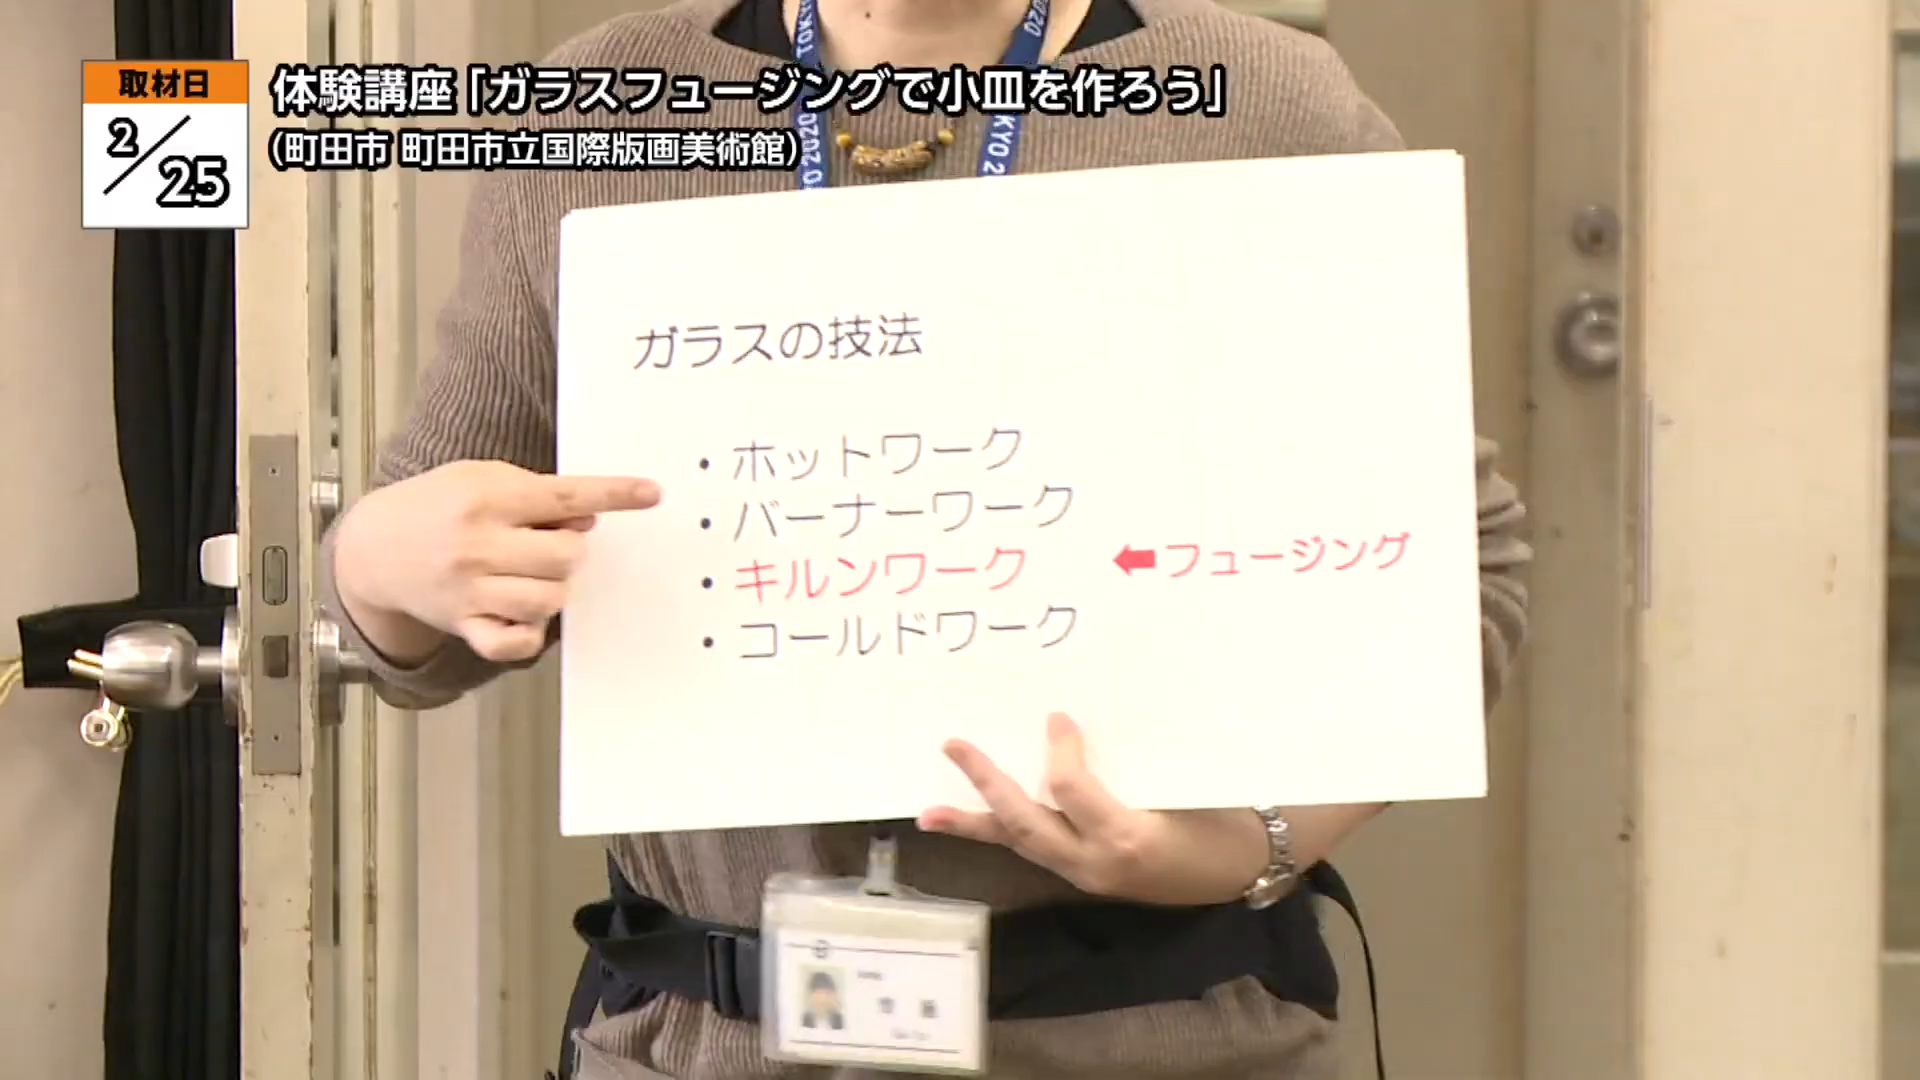 取材日
2/25
体験講座「ガラスフュージングで小皿を作ろう」
(町田市 町田市立国際版画美術館)
TOKYO 2020
ガラスの技法
・ホットワーク
・バーナーワーク
・キルンワーク ←フュージング
・コールドワーク